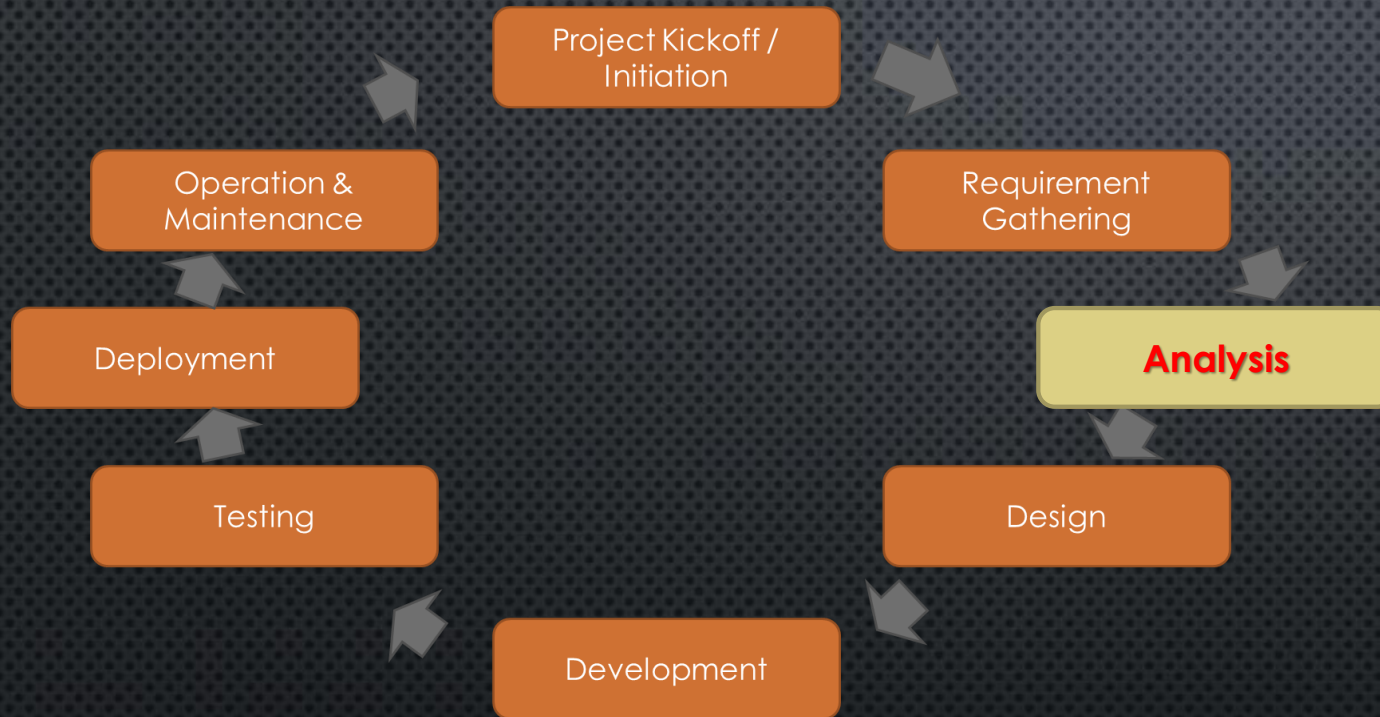 Project Kickoff /
Initiation
Requirement
Gathering
Analysis
Design
Development
Testing
Deployment
Operation &
Maintenance